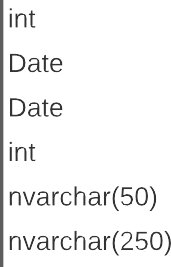 int
Date
Date
int
nvarchar(50)
nvarchar(250)